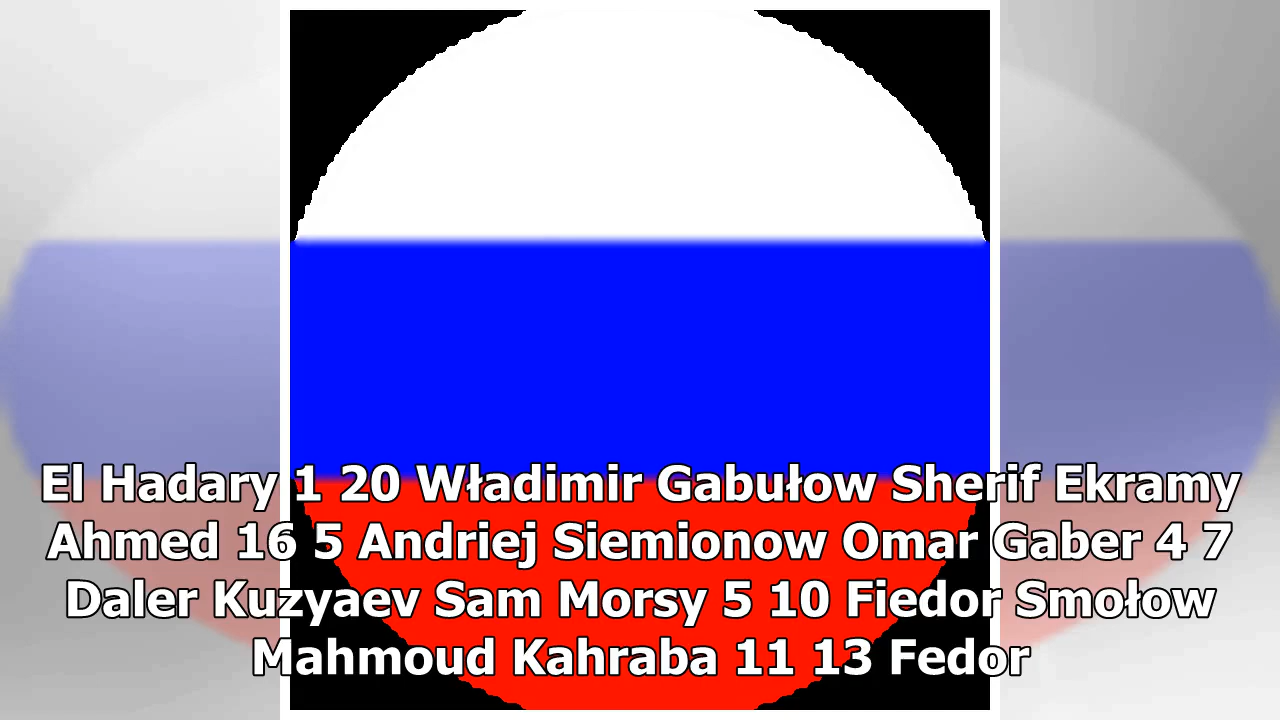 El Hadary 1 20 Władimir Gabułow Sherif Ekramy
Ahmed 16 5 Andriej Siemionow Omar Gaber 4 7
Daler Kuzyaev Sam Morsy 5 10 Fiedor Smołow
Mahmoud Kahraba 11 13 Fedor